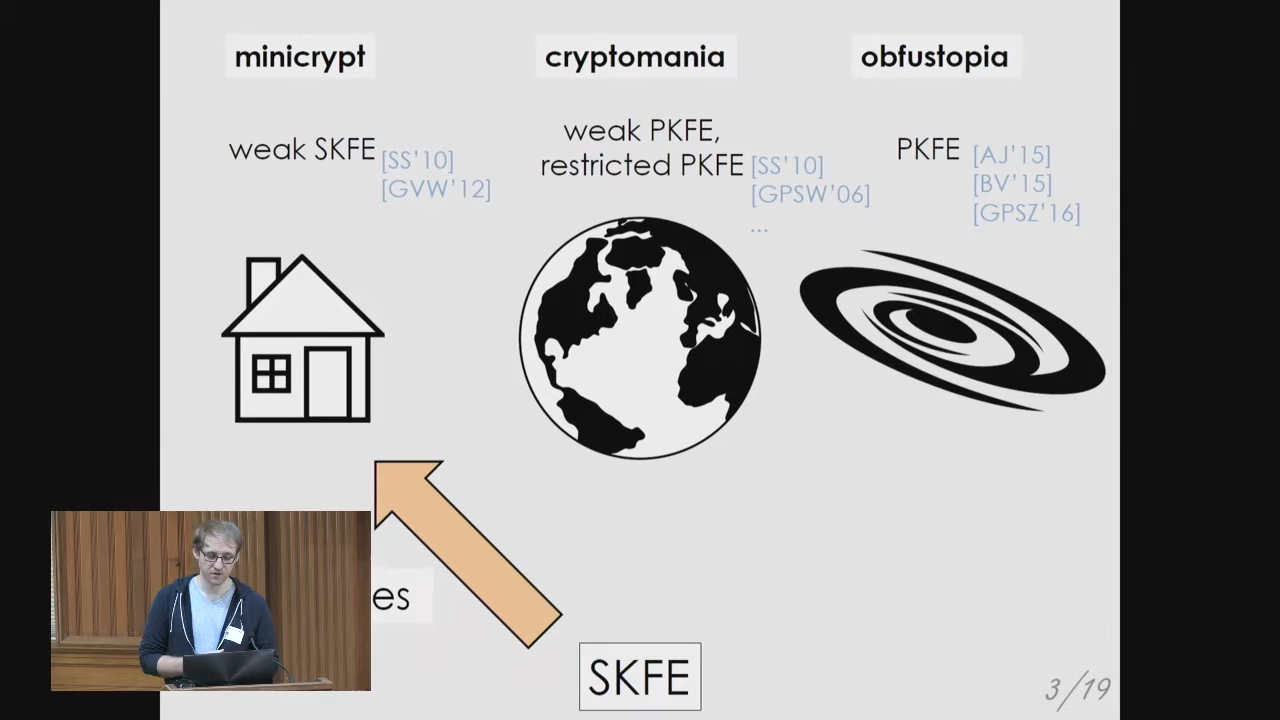 minicrypt
cryptomania
obfustopia
weak SKFE
[SS'10]
[GVW'12]
weak PKFE,
restricted PKFE
[SS'10]
[GPSW'06]
...
PKFE
[AJ'15]
[BV'15]
[GPSZ'16]
es
SKFE
3/19